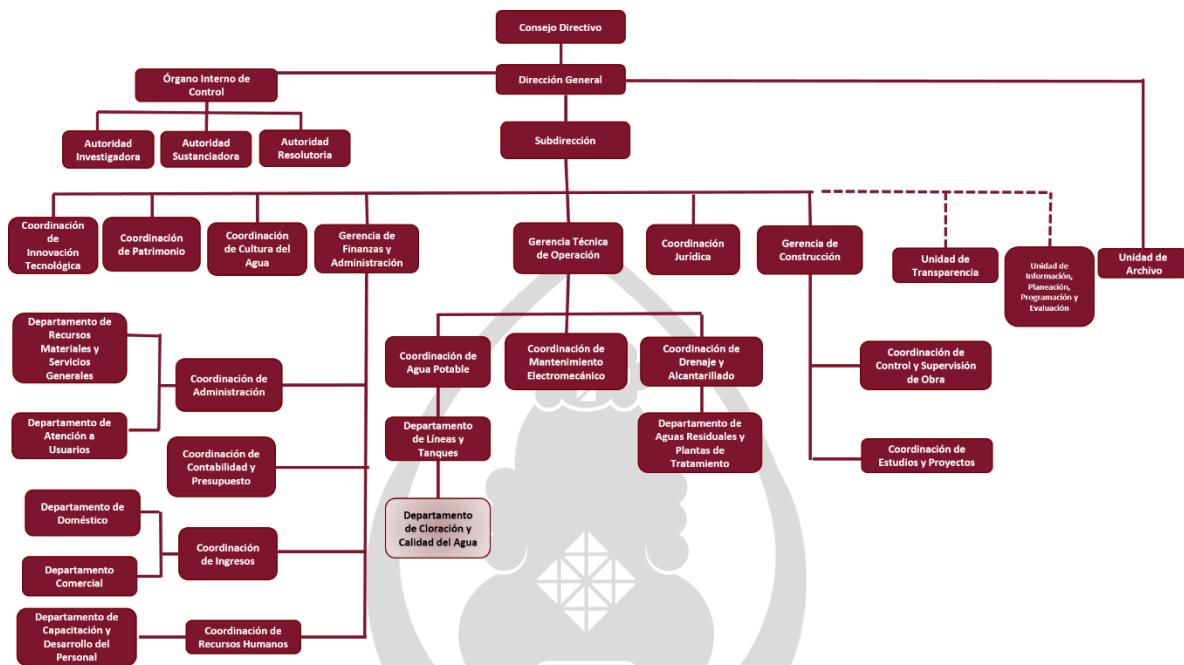 Consejo Directivo
Órgano Interno de
Control
Dirección General
Autoridad
Investigadora
Autoridad
Sustanciadora
Autoridad
Resolutoria
Subdirección
Coordinación
de
Innovación
Tecnológica
Coordinación
de Patrimonio
Coordinación
de Cultura del
Agua
Gerencia de
Finanzas y
Administración
Gerencia Técnica
de Operación
Coordinación
Jurídica
Gerencia de
Construcción
Unidad de
Transparencia
Unidad de
Información,
Planeación,
Programación y
Evaluación
Unidad de
Archivo
Departamento de
Recursos
Materiales y
Servicios
Generales
Coordinación de
Administración
Departamento de
Atención a
Usuarios
Coordinación de
Contabilidad y
Presupuesto
Departamento de
Doméstico
Coordinación
de Ingresos
Departamento
Comercial
Departamento de
Capacitación y
Desarrollo del
Personal
Coordinación de
Recursos Humanos
Coordinación de
Agua Potable
Coordinación de
Mantenimiento
Electromecánico
Coordinación de
Drenaje y
Alcantarillado
Departamento
de Líneas y
Tanques
Departamento de
Aguas Residuales y
Plantas de
Tratamiento
Departamento
de Cloración y
Calidad del Agua
Coordinación de
Control y Supervisión
de Obra
Coordinación de
Estudios y Proyectos